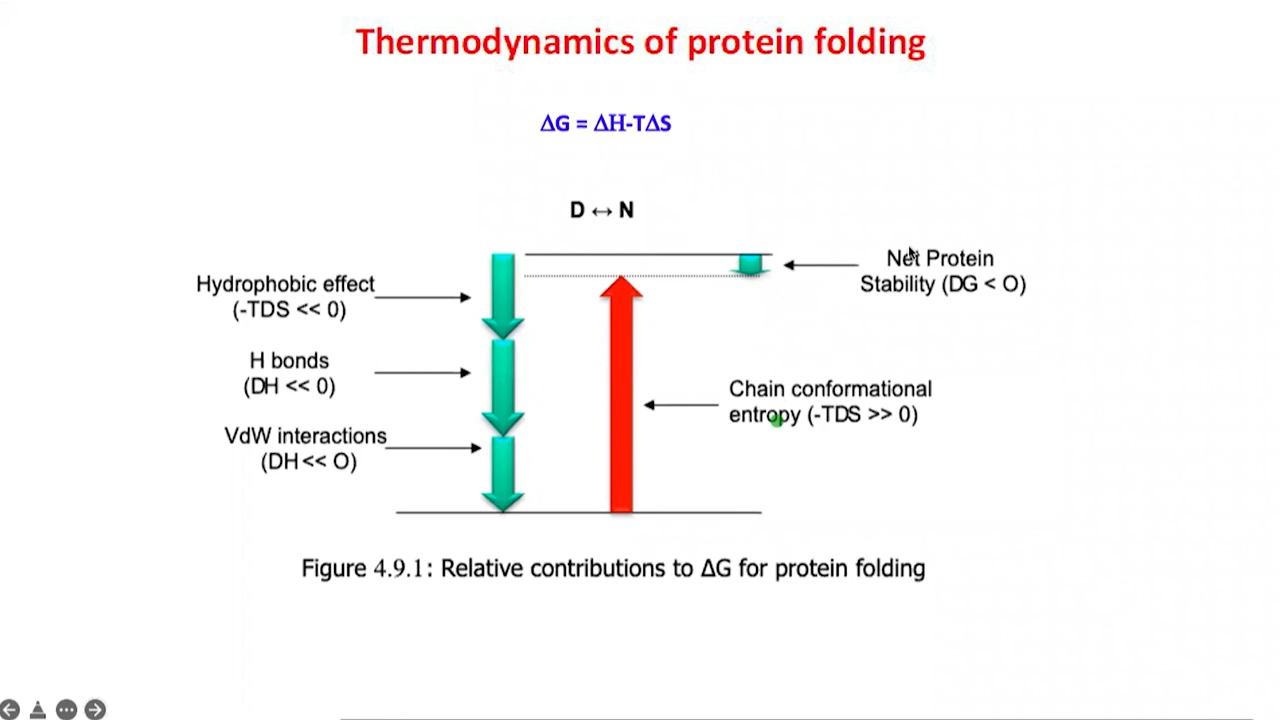 Thermodynamics of protein folding
ΔG = ΔH-TΔS
D ↔ N
Hydrophobic effect
(-TDS << 0)
H bonds
(DH << 0)
VdW interactions
(DH << O)
Net Protein
Stability (DG < O)
Chain conformational
entropy (-TDS >> 0)
Figure 4.9.1: Relative contributions to ΔG for protein folding